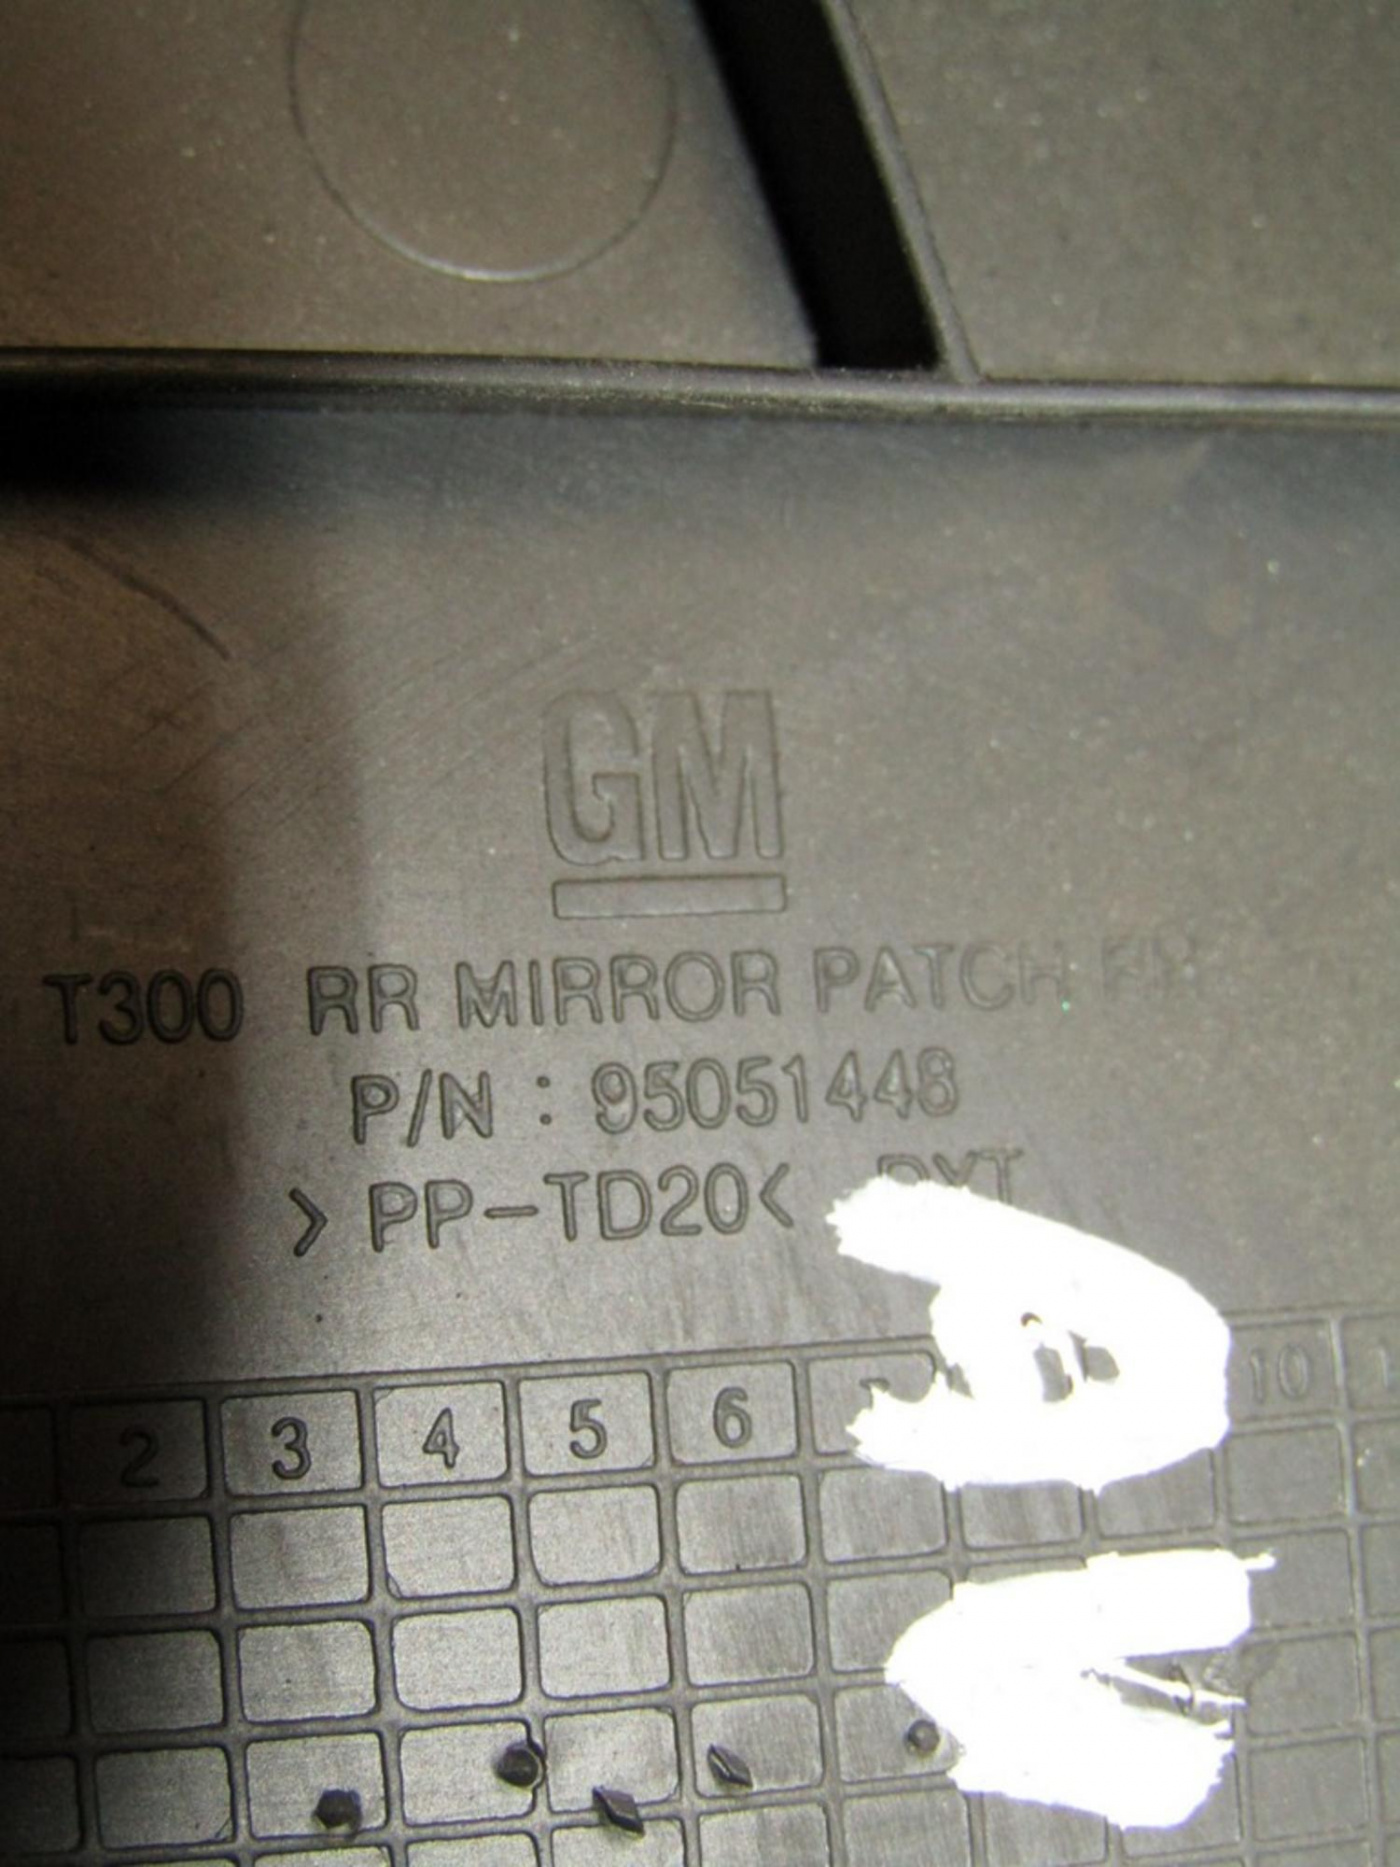 GM
T300 RR MIRROR PATCH
P/N : 95051448
>PP-TD20<
2 3 4 5 6 10